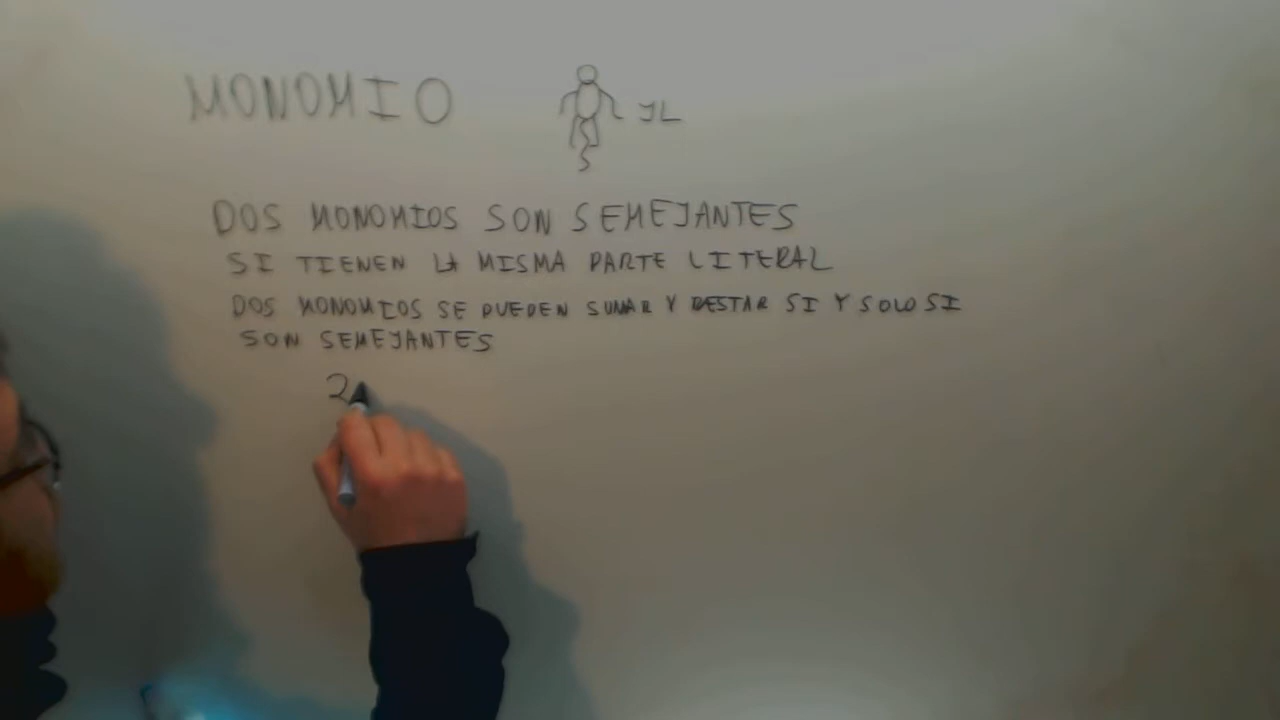 MONOMIO
JL
DOS MONOMIOS SON SEMEJANTES
SI TIENEN LA MISMA PARTE LITERAL
DOS MONOMIOS SE PUEDEN SUMAR Y RESTAR SI Y SOLO SI
SON SEMEJANTES
2